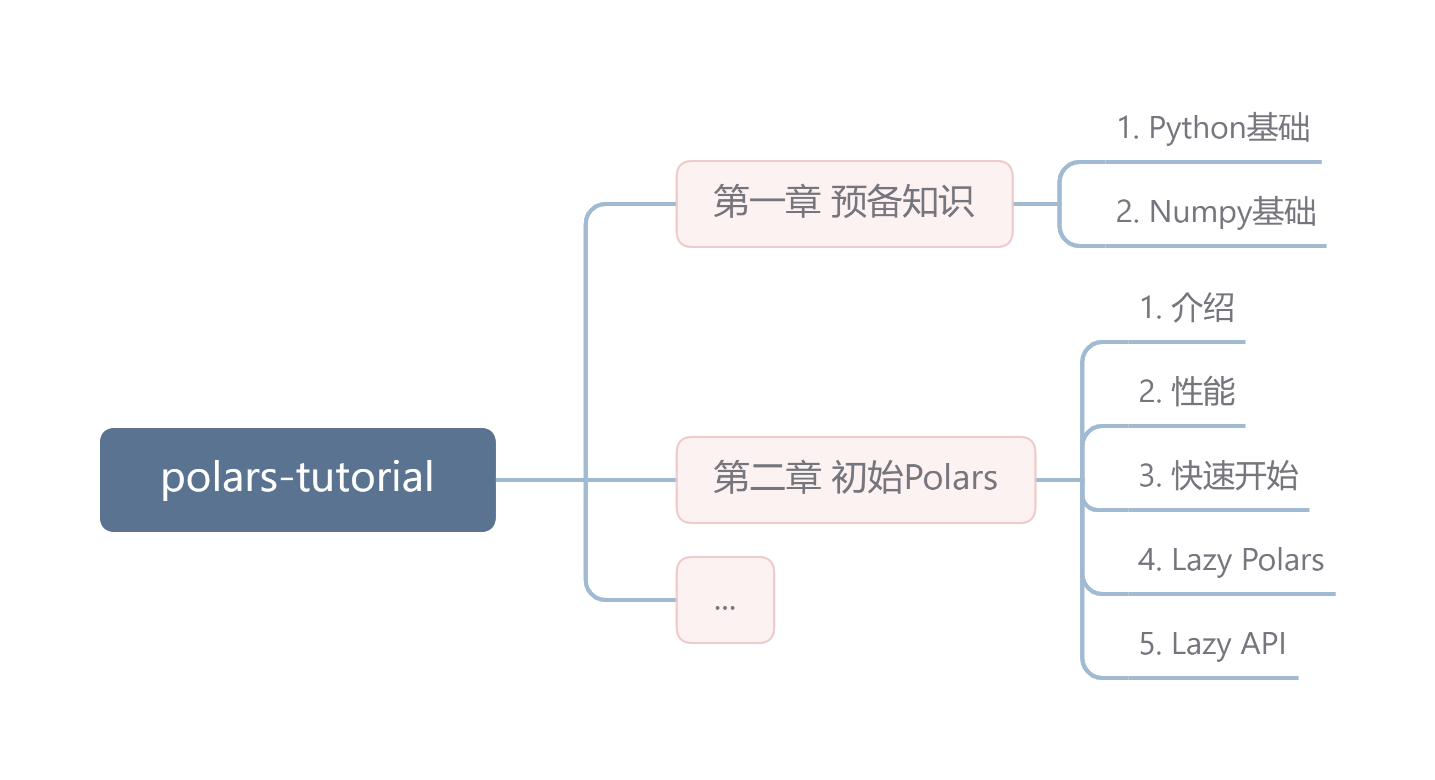 polars-tutorial
第一章 预备知识
1. Python基础
2. Numpy基础
第二章 初始Polars
1. 介绍
2. 性能
3. 快速开始
4. Lazy Polars
5. Lazy API
...